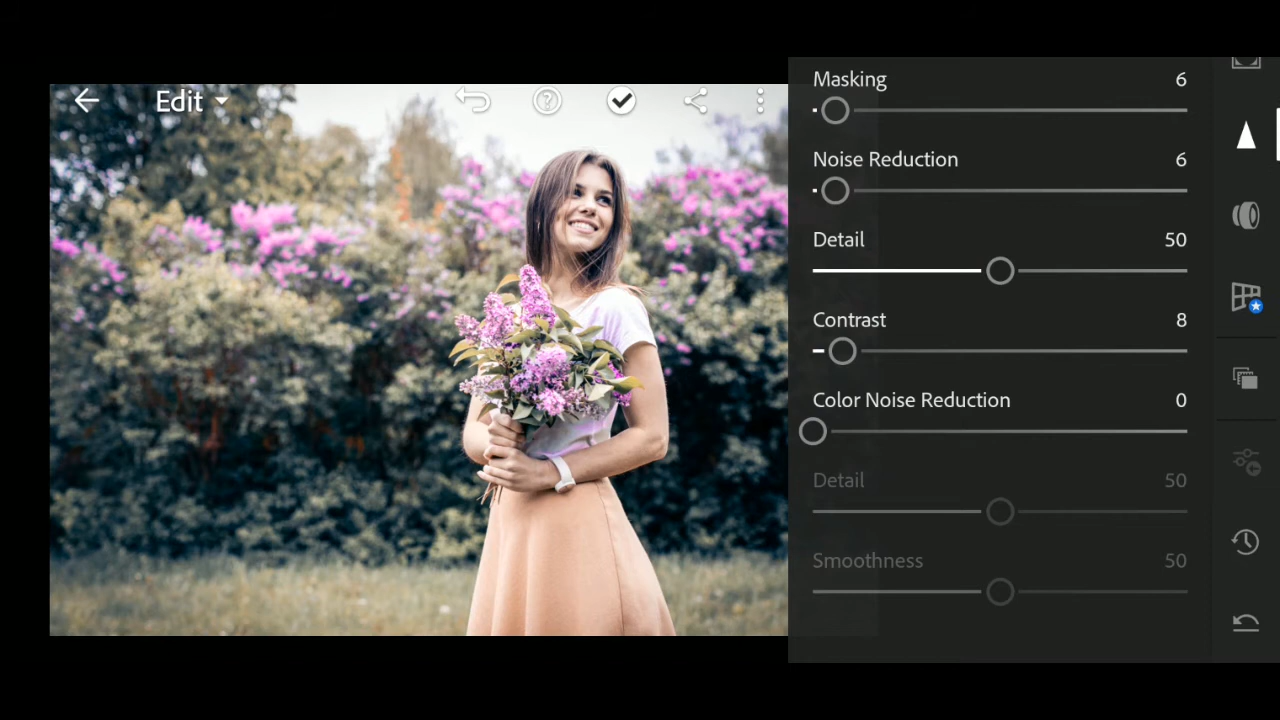 Edit
Masking 6
Noise Reduction 6
Detail 50
Contrast 8
Color Noise Reduction 0
Detail 50
Smoothness 50